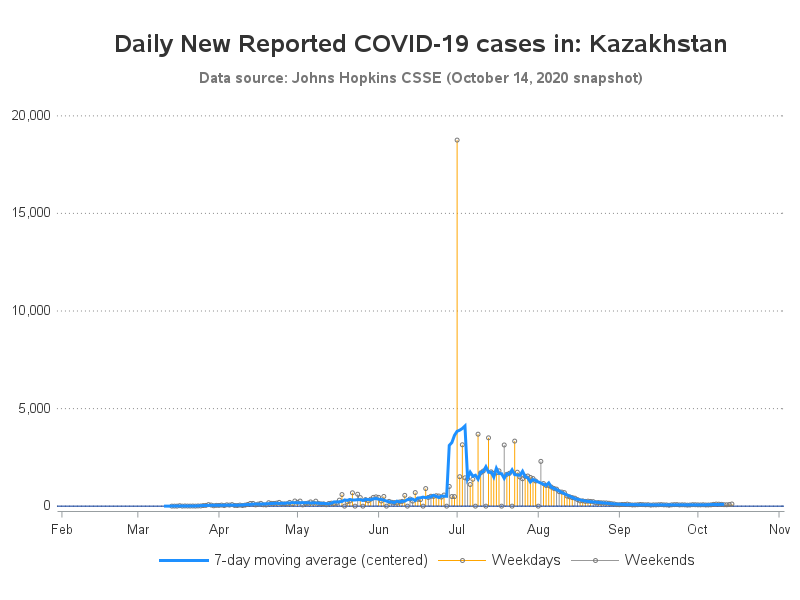 Daily New Reported COVID-19 cases in: Kazakhstan
Data source: Johns Hopkins CSSE (October 14, 2020 snapshot)
20,000
15,000
10,000
5,000
0
Feb Mar Apr May Jun Jul Aug Sep Oct Nov
7-day moving average (centered) Weekdays Weekends